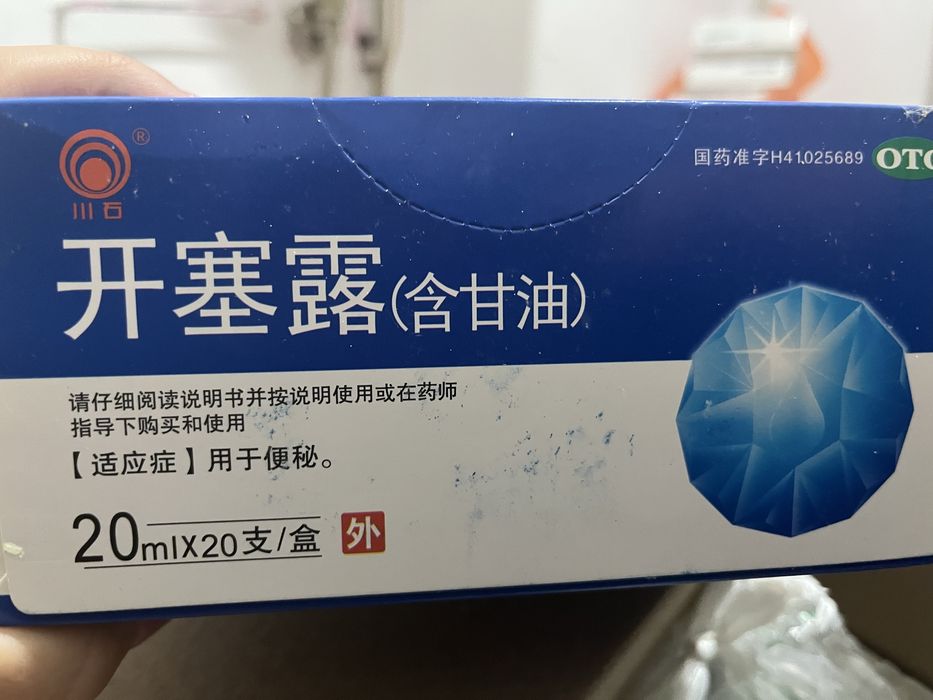 ®
川石
国药准字H41025689
OTC
开塞露(含甘油)
请仔细阅读说明书并按说明使用或在药师
指导下购买和使用
【适应症】用于便秘。
20mlX20支/盒
外